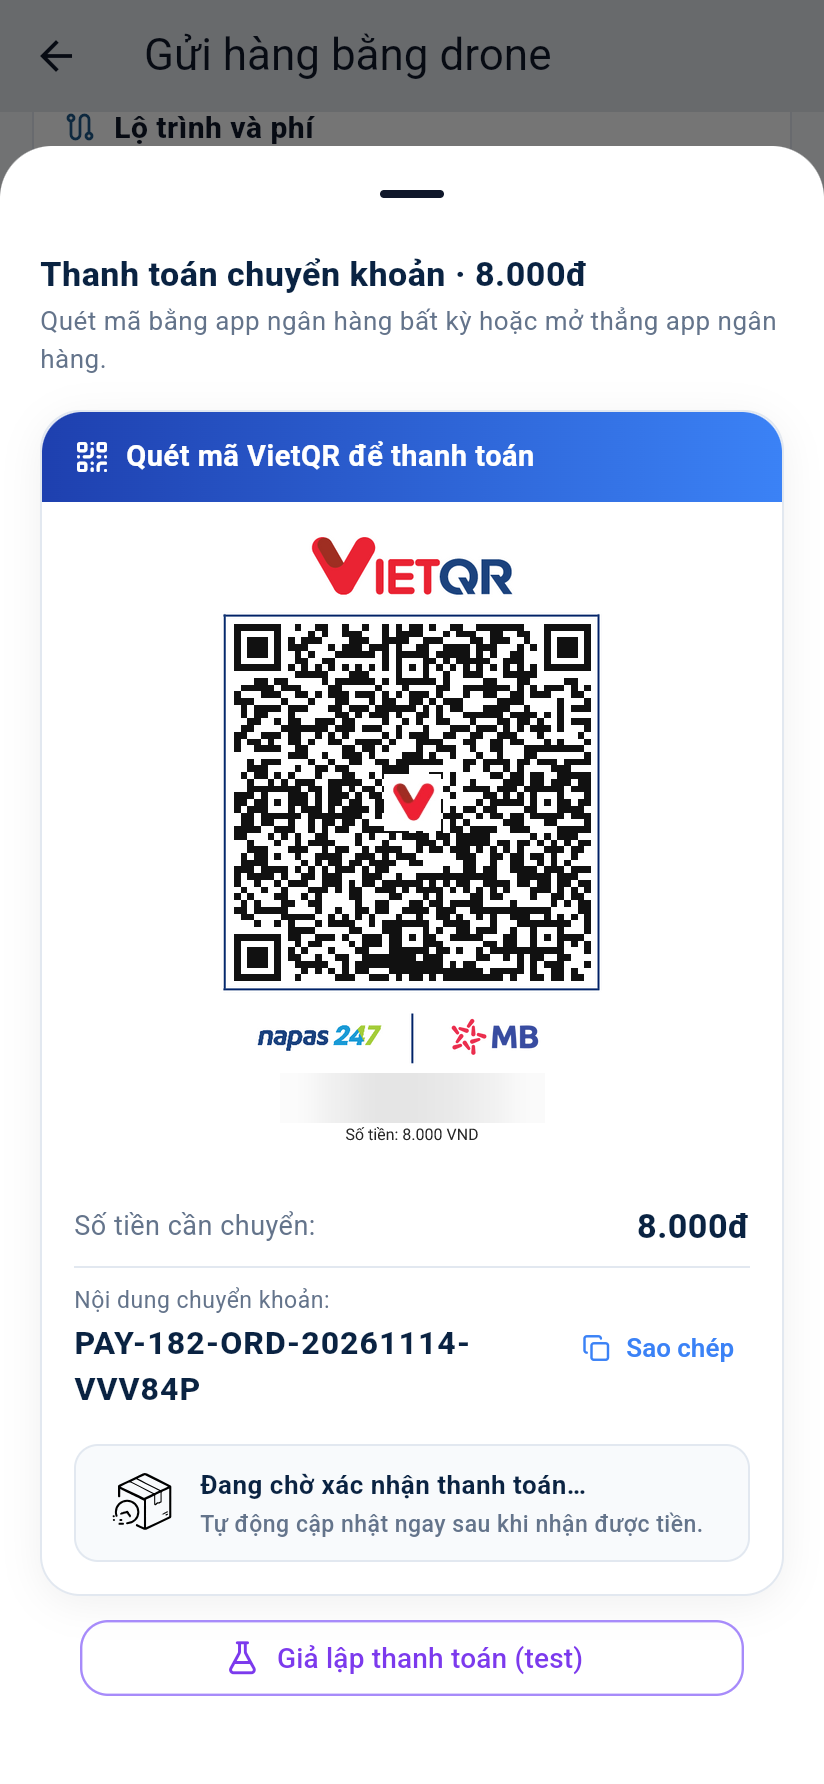 Gửi hàng bằng drone
Lộ trình và phí
Thanh toán chuyển khoản · 8.000đ
Quét mã bằng app ngân hàng bất kỳ hoặc mở thẳng app ngân
hàng.
Quét mã VietQR để thanh toán
VIETQR
napas 247
MB
Số tiền: 8.000 VND
Số tiền cần chuyển:
8.000đ
Nội dung chuyển khoản:
PAY-182-ORD-20261114-
VVV84P
Sao chép
Đang chờ xác nhận thanh toán...
Tự động cập nhật ngay sau khi nhận được tiền.
Giả lập thanh toán (test)